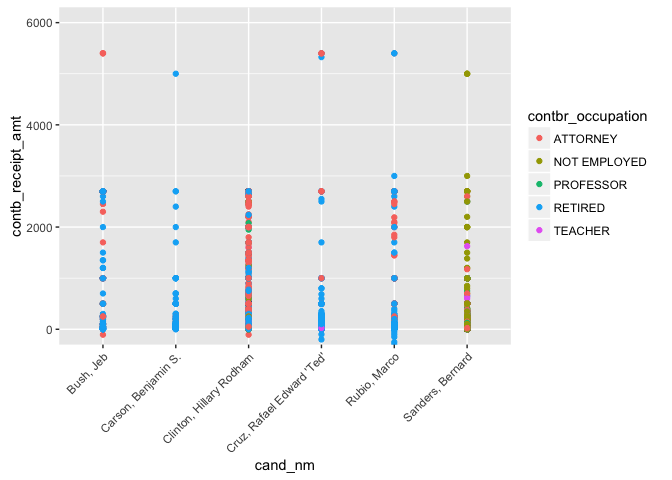 6000
4000
2000
0
contb_receipt_amt
Bush, Jeb
Carson, Benjamin S.
Clinton, Hillary Rodham
Cruz, Rafael Edward 'Ted'
Rubio, Marco
Sanders, Bernard
cand_nm
contbr_occupation
ATTORNEY
NOT EMPLOYED
PROFESSOR
RETIRED
TEACHER